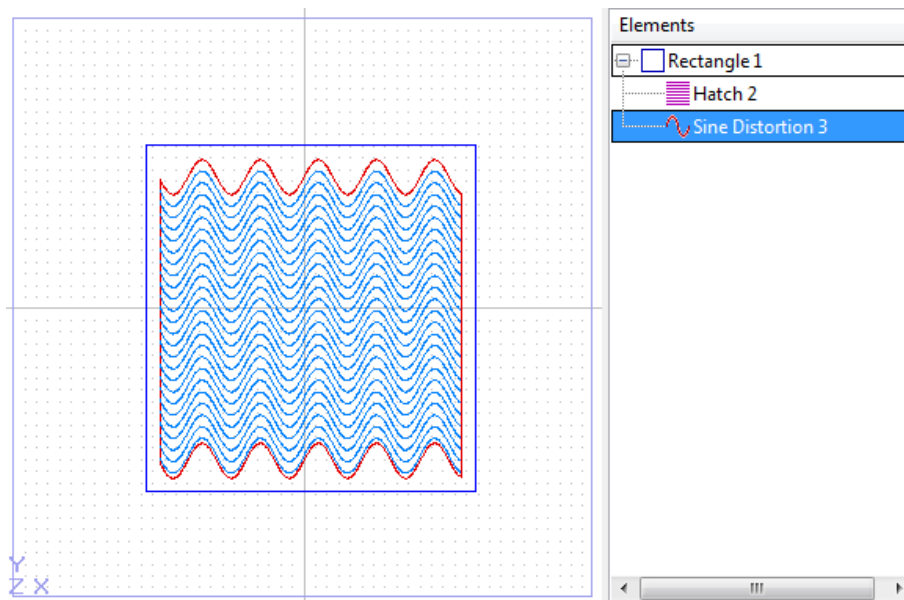 Elements
Rectangle 1
Hatch 2
Sine Distortion 3
Y
Z X